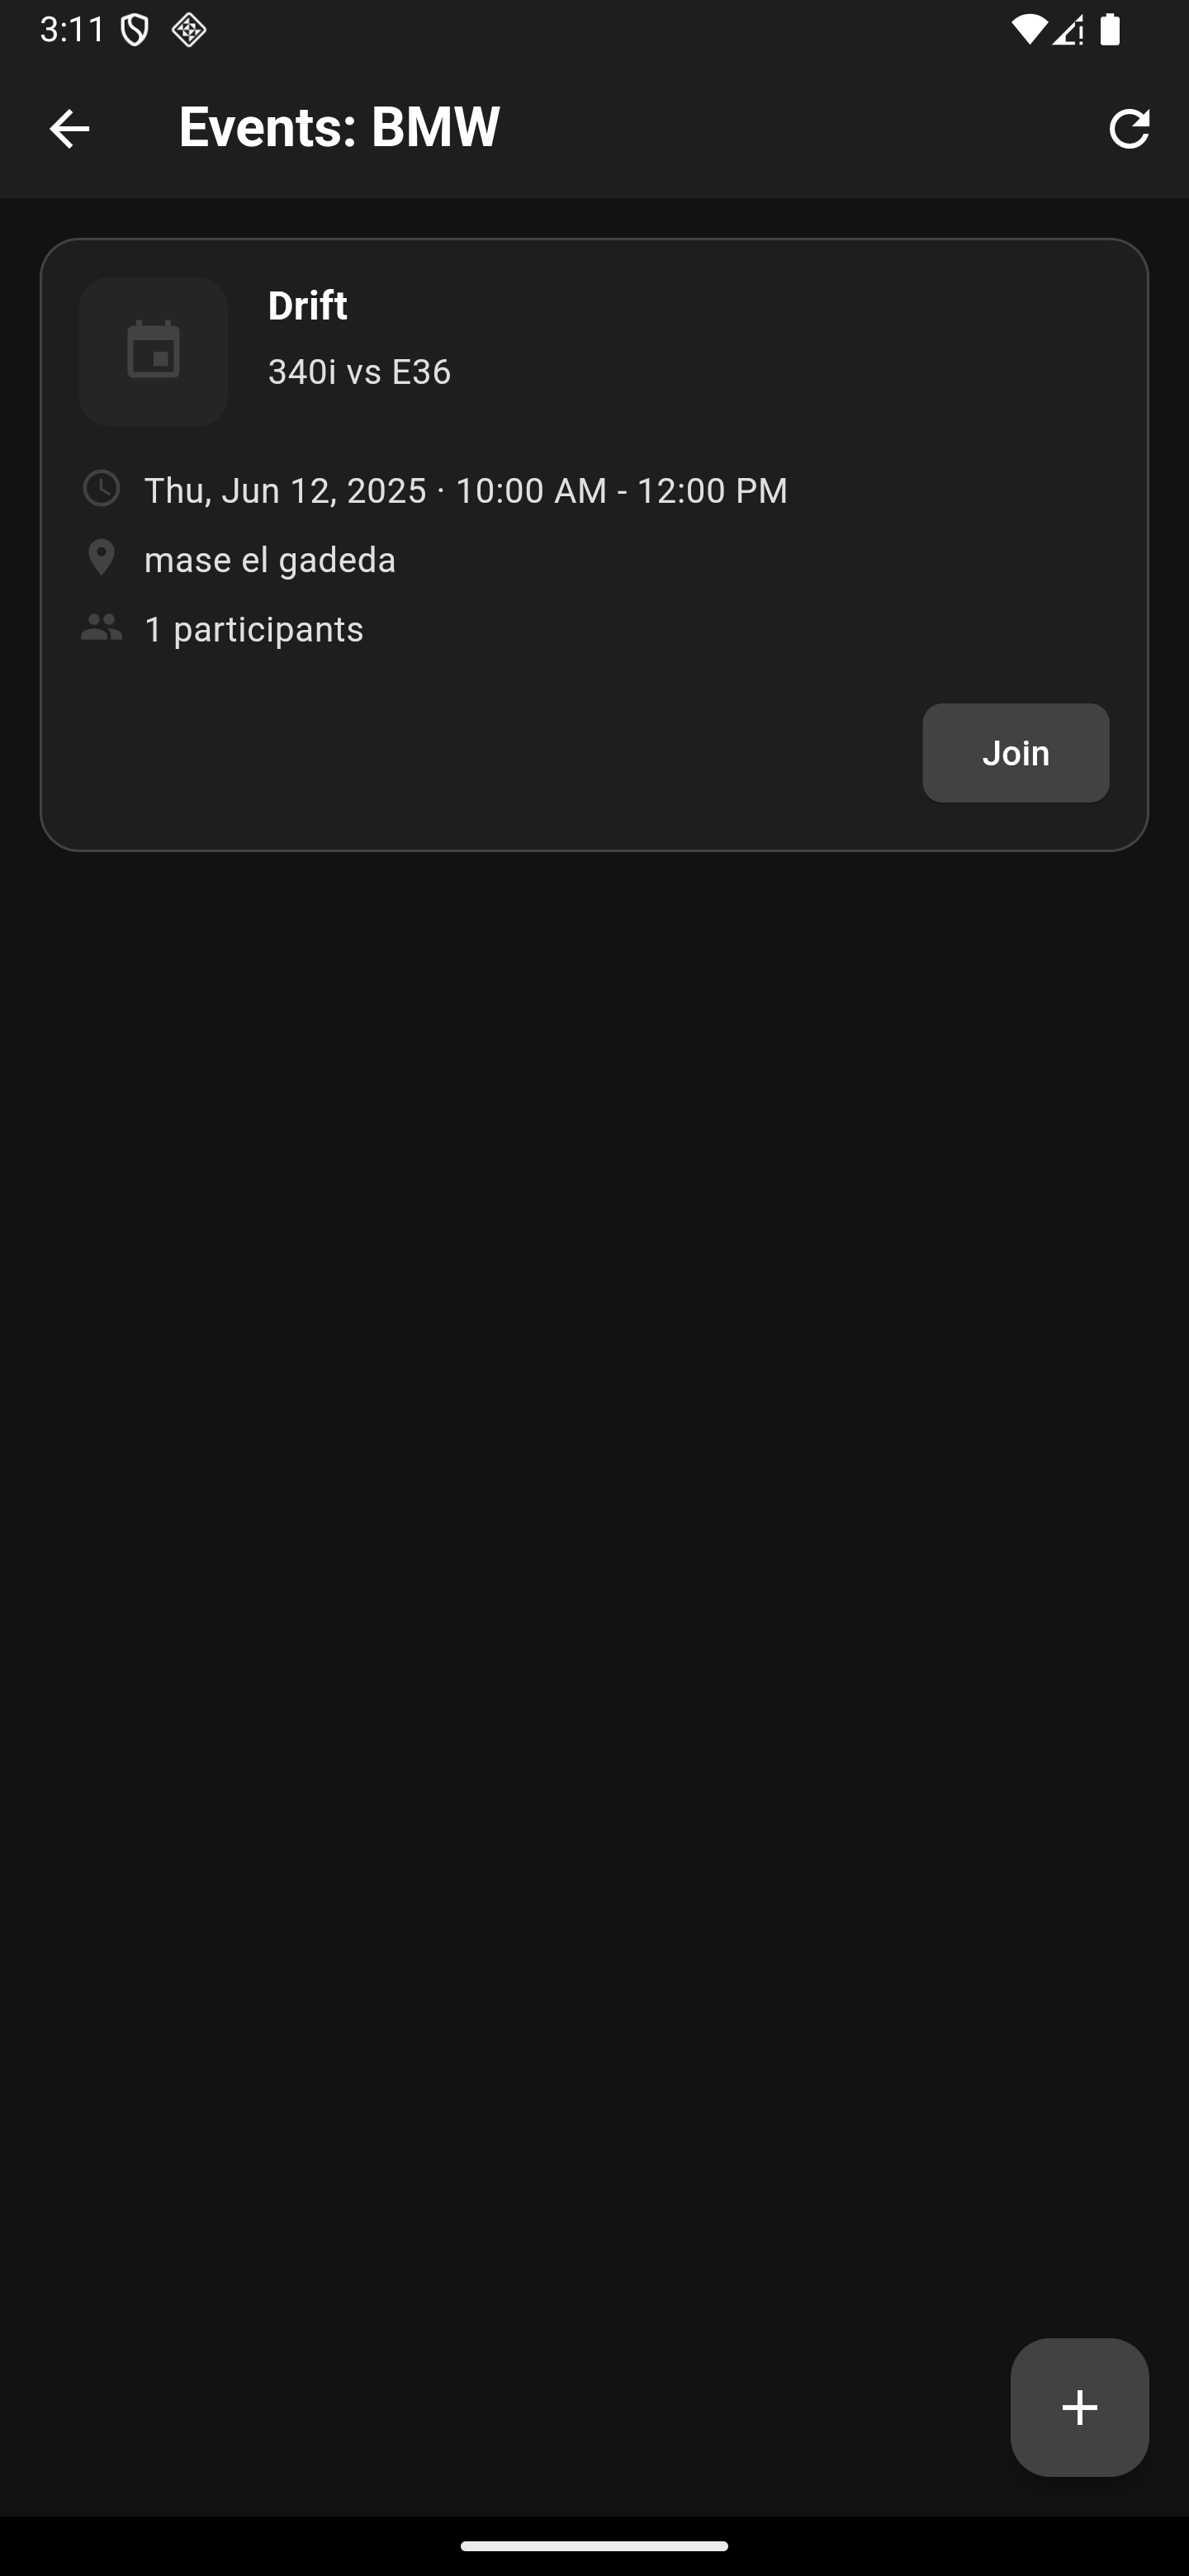 3:11
Events: BMW
Drift
340i vs E36
Thu, Jun 12, 2025 · 10:00 AM - 12:00 PM
mase el gadeda
1 participants
Join